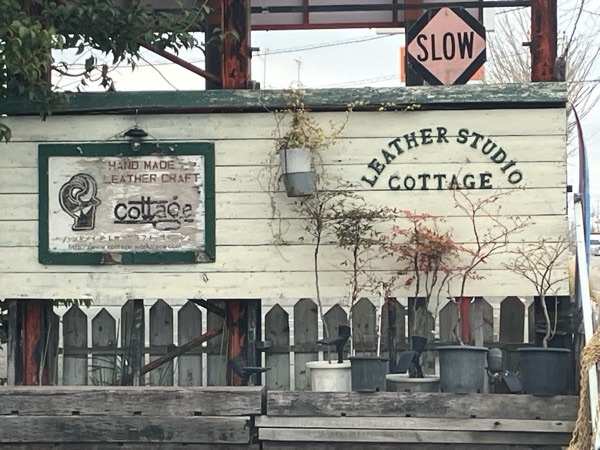 SLOW
LEATHER STUDIO
COTTAGE
HAND MADE
LEATHER CRAFT
cottage